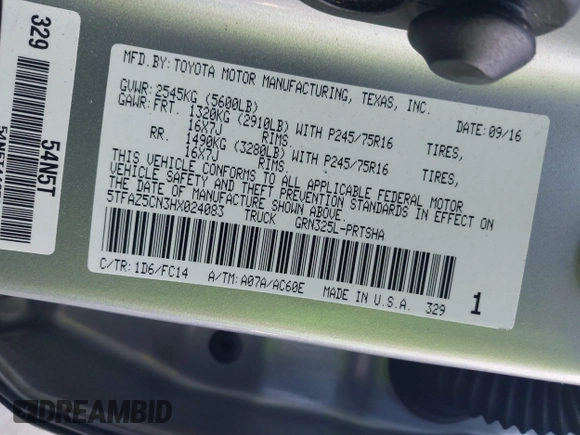 329
54N5T
MFD.BY: TOYOTA MOTOR MANUFACTURING, TEXAS, INC.
GVWR: 2545KG (5600LB) DATE: 09/16
GAWR: FRT. 1320KG (2910LB) WITH P245/75R16 TIRES,
16X7J RIMS.
RR. 1490KG (3280LB) WITH P245/75R16 TIRES,
16X7J RIMS.
THIS VEHICLE CONFORMS TO ALL APPLICABLE FEDERAL MOTOR
VEHICLE SAFETY AND THEFT PREVENTION STANDARDS IN EFFECT ON
THE DATE OF MANUFACTURE SHOWN ABOVE.
5TFAZ5CN3HX024083 TRUCK GRN325L-PRTSHA
C/TR: 1D6/FC14 A/TM: A07A/AC60E MADE IN U.S.A. 329 1
DREAMBID